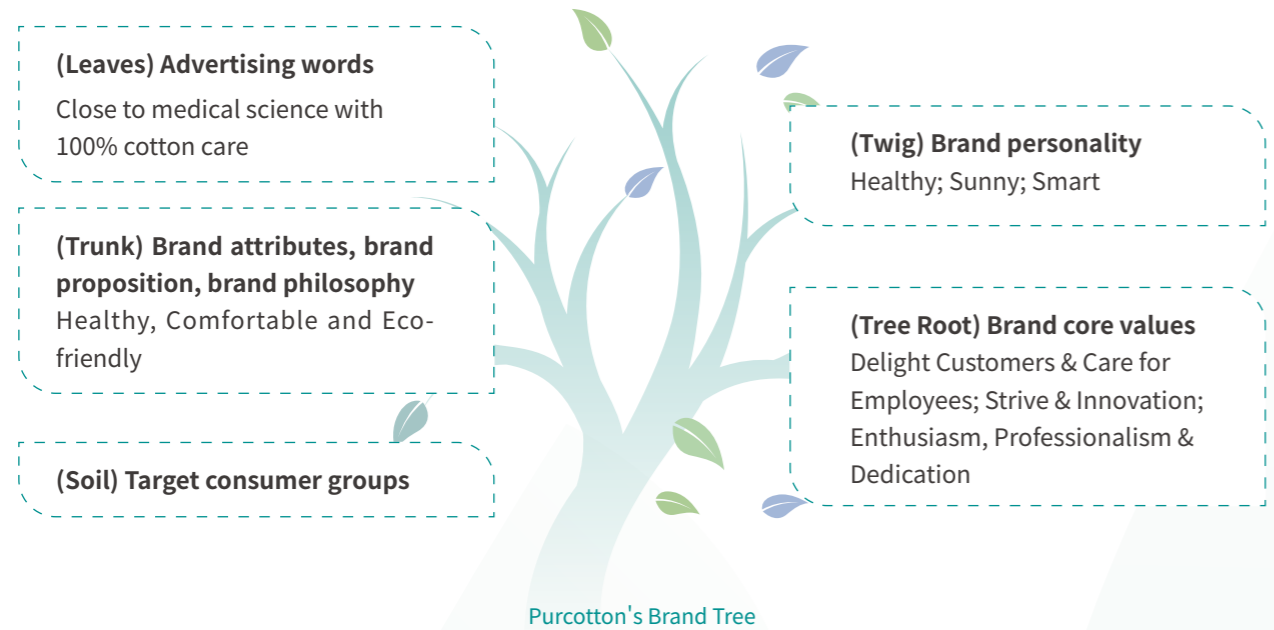 (Leaves) Advertising words
Close to medical science with
100% cotton care
(Trunk) Brand attributes, brand
proposition, brand philosophy
Healthy, Comfortable and Eco-
friendly
(Soil) Target consumer groups
(Twig) Brand personality
Healthy; Sunny; Smart
(Tree Root) Brand core values
Delight Customers & Care for
Employees; Strive & Innovation;
Enthusiasm, Professionalism &
Dedication
Purcotton's Brand Tree